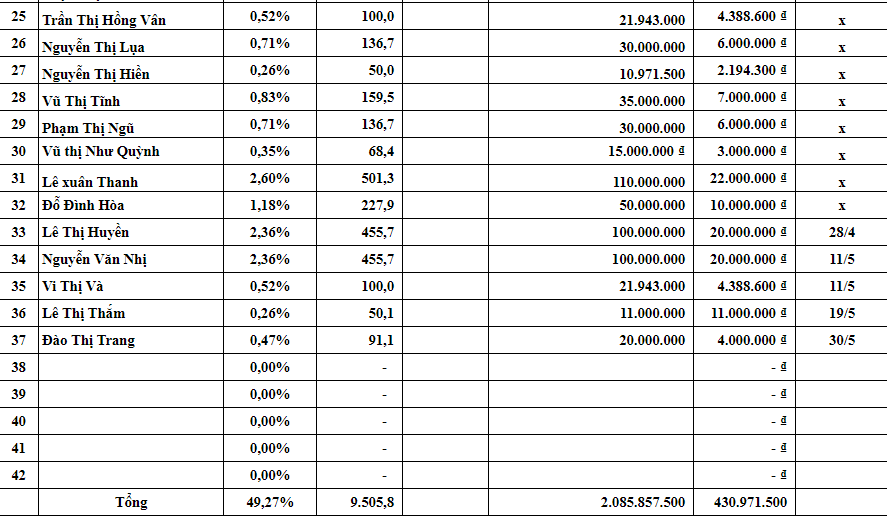 25 Trần Thị Hồng Vân 0,52% 100,0 21.943.000 4.388.600 ₫ x
26 Nguyễn Thị Lụa 0,71% 136,7 30.000.000 6.000.000 ₫ x
27 Nguyễn Thị Hiền 0,26% 50,0 10.971.500 2.194.300 ₫ x
28 Vũ Thị Tĩnh 0,83% 159,5 35.000.000 7.000.000 ₫ x
29 Phạm Thị Ngũ 0,71% 136,7 30.000.000 6.000.000 ₫ x
30 Vũ thị Như Quỳnh 0,35% 68,4 15.000.000 ₫ 3.000.000 ₫ x
31 Lê xuân Thanh 2,60% 501,3 110.000.000 22.000.000 ₫ x
32 Đỗ Đình Hòa 1,18% 227,9 50.000.000 10.000.000 ₫ x
33 Lê Thị Huyền 2,36% 455,7 100.000.000 20.000.000 ₫ 28/4
34 Nguyễn Văn Nhị 2,36% 455,7 100.000.000 20.000.000 ₫ 11/5
35 Vi Thị Và 0,52% 100,0 21.943.000 4.388.600 ₫ 11/5
36 Lê Thị Thắm 0,26% 50,1 11.000.000 11.000.000 ₫ 19/5
37 Đào Thị Trang 0,47% 91,1 20.000.000 4.000.000 ₫ 30/5
38 0,00% - - ₫
39 0,00% - - ₫
40 0,00% - - ₫
41 0,00% - - ₫
42 0,00% - - ₫
Tổng 49,27% 9.505,8 2.085.857.500 430.971.500